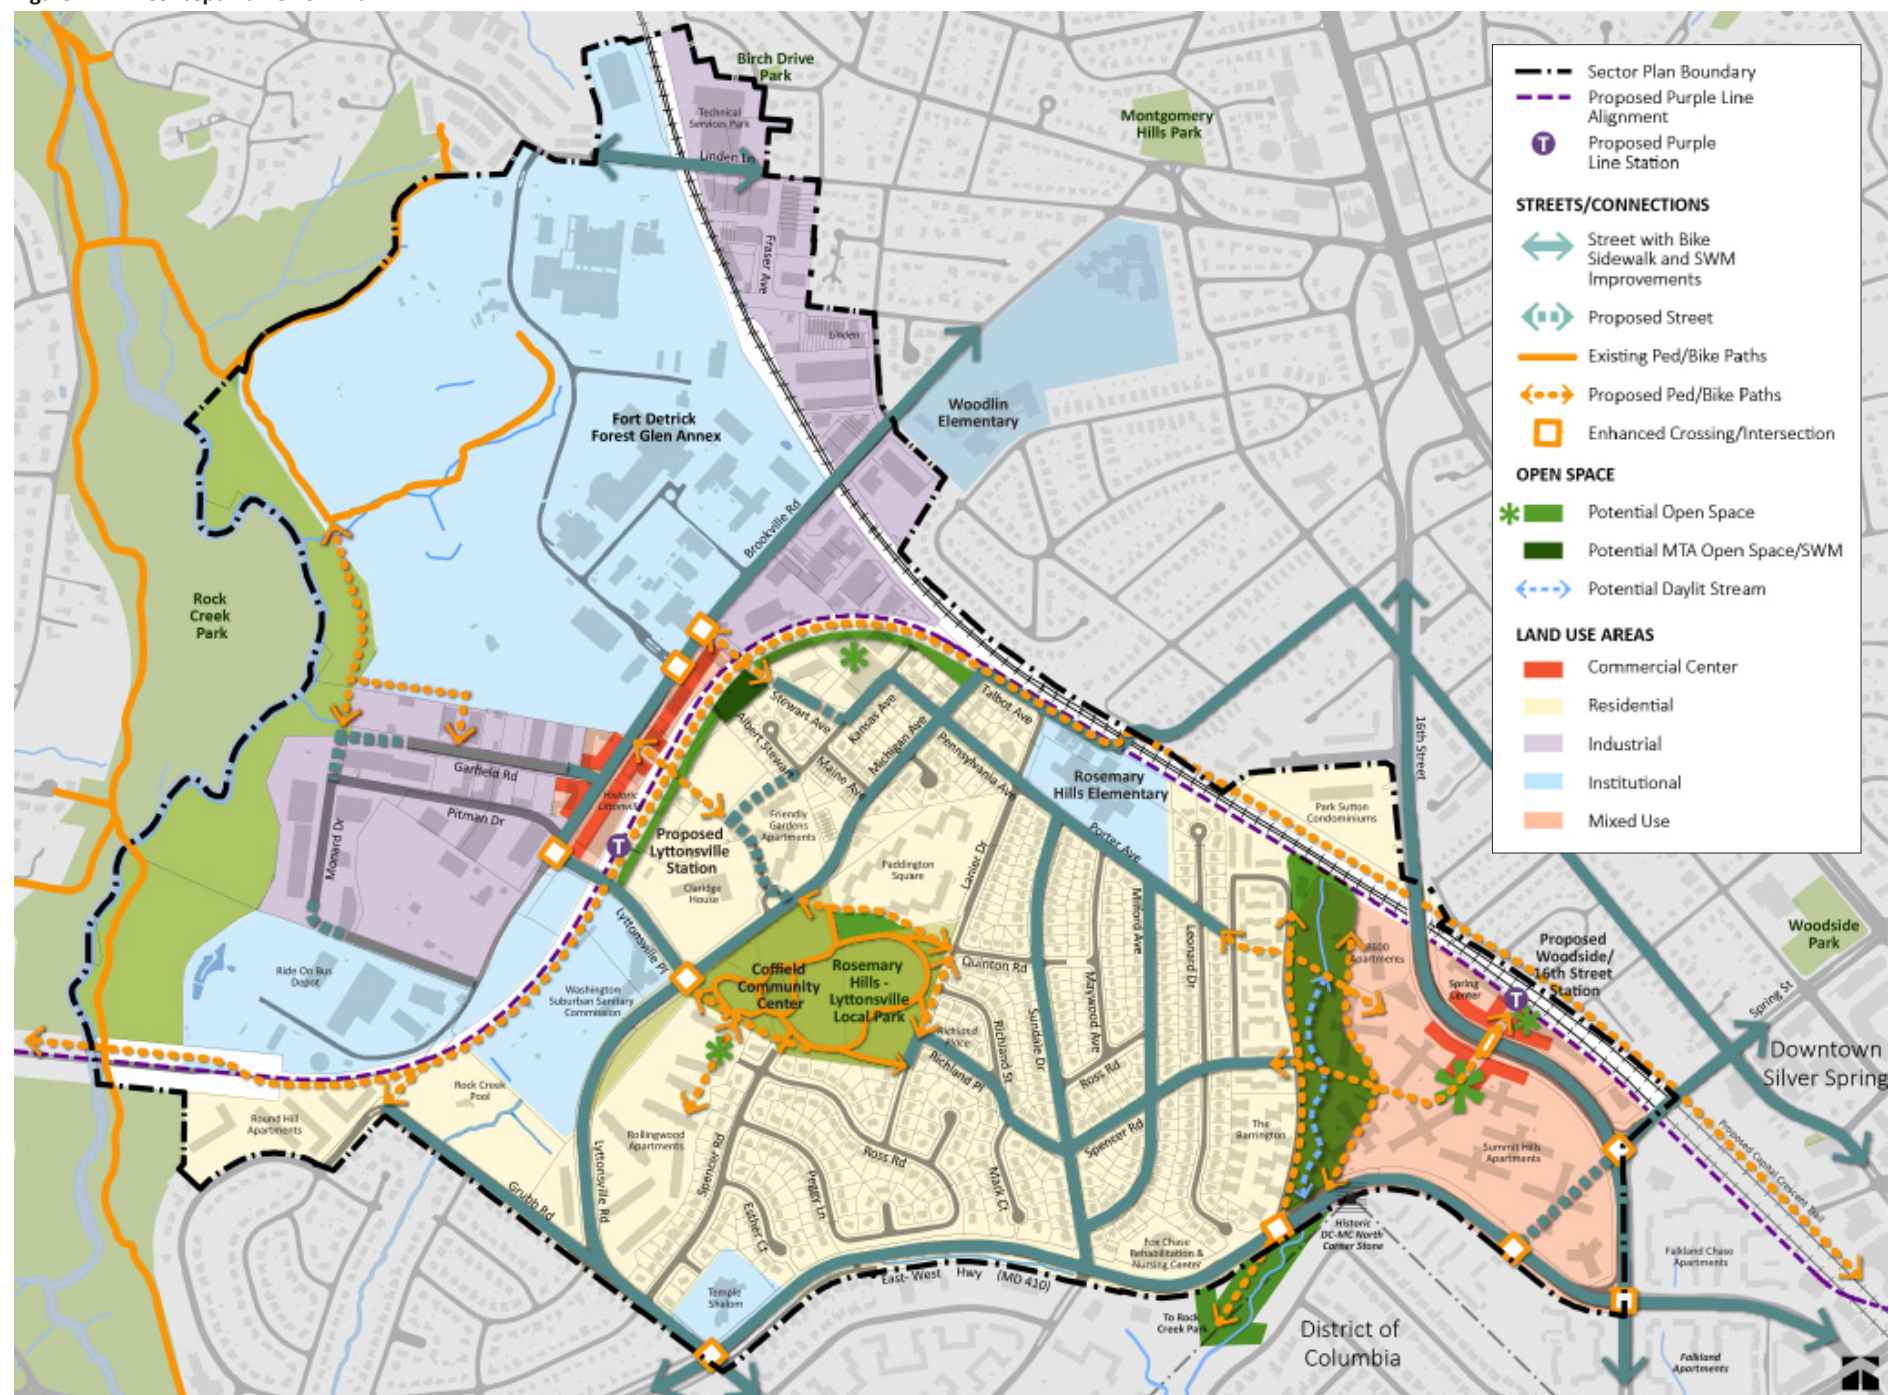 Birch Drive
Park
Technical
Services Park
Linden Ln
Montgomery
Hills Park
Fraser Ave
Linden
Fort Detrick
Forest Glen Annex
Woodlin
Elementary
Brookville Rd
Rock
Creek
Park
Sector Plan Boundary
Proposed Purple Line
Alignment
T
Proposed Purple
Line Station
STREETS/CONNECTIONS
Street with Bike
Sidewalk and SWM
Improvements
Proposed Street
Existing Ped/Bike Paths
Proposed Ped/Bike Paths
Enhanced Crossing/Intersection
OPEN SPACE
Potential Open Space
Potential MTA Open Space/SWM
Potential Daylit Stream
LAND USE AREAS
Commercial Center
Residential
Industrial
Institutional
Mixed Use
Stewart Ave
Kansas Ave
Albert Stewart
Maine Ave
Michigan Ave
Talbot Ave
Pennsylvania Ave
16th Street
Garfield Rd
Pitman Dr
Monard Dr
Historic
Proposed
Lyttonsville
Station
T
Friendly
Gardens
Apartments
Rosemary
Hills Elementary
Porter Ave
Park Sutton
Condominiums
Claridge
House
Paddington
Square
Lanier Dr
Lyttonsville Pl
Ride On Bus
Depot
Washington
Suburban Sanitary
Commission
Coffield
Community
Center
Rosemary
Hills -
Lyttonsville
Local Park
Quinton Rd
Minford Ave
Maywood Ave
Leonard Dr
Sundale Dr
Richland
Place
Richland St
Richland Pl
Ross Rd
Spencer Rd
8600
Apartments
Spring
Center
Proposed
Woodside/
16th Street
Station
T
Woodside
Park
Spring St
Downtown
Silver Spring
Rock Creek
Pool
Round Hill
Apartments
Rollingwood
Apartments
Lyttonsville Rd
Grubb Rd
Spencer Rd
Ross Rd
Peggy Ln
Mark Ct
Esther Ct
Temple
Shalom
The
Barrington
Summit Hills
Apartments
Proposed Capital Crescent Trail
Fox Chase
Rehabilitation &
Nursing Center
East- West Hwy (MD 410)
Historic
DC-MC North
Corner Stone
To Rock
Creek Park
District of
Columbia
Falkland Chase
Apartments
Falkland
Apartments